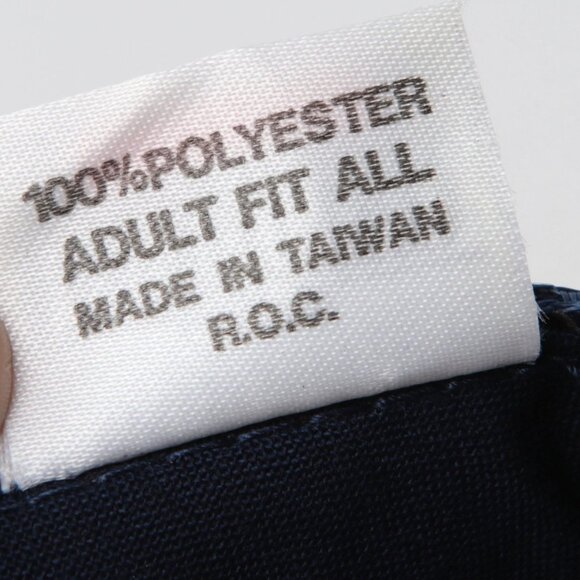 100%POLYESTER
ADULT FIT ALL
MADE IN TAIWAN
R.O.C.